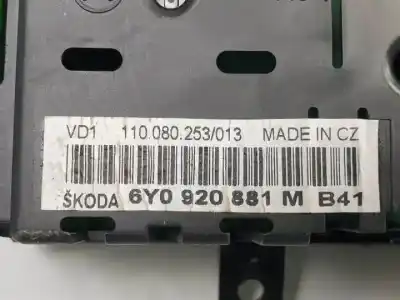 VD1 110.080.253/013 MADE IN CZ
ŠKODA 6Y0 920 881 M B41